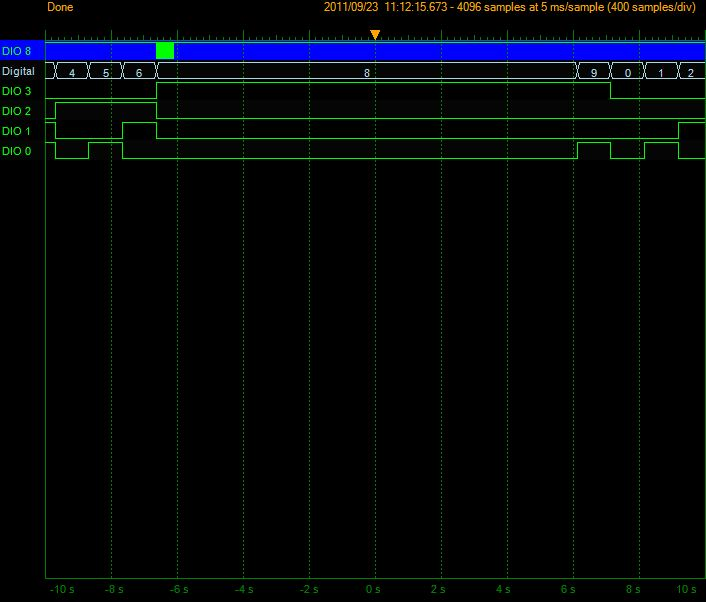 Done 2011/09/23 11:12:15.673 - 4096 samples at 5 ms/sample (400 samples/div)
DIO 8
Digital 4 5 6 8 9 0 1 2
DIO 3
DIO 2
DIO 1
DIO 0
-10 s -8 s -6 s -4 s -2 s 0 s 2 s 4 s 6 s 8 s 10 s